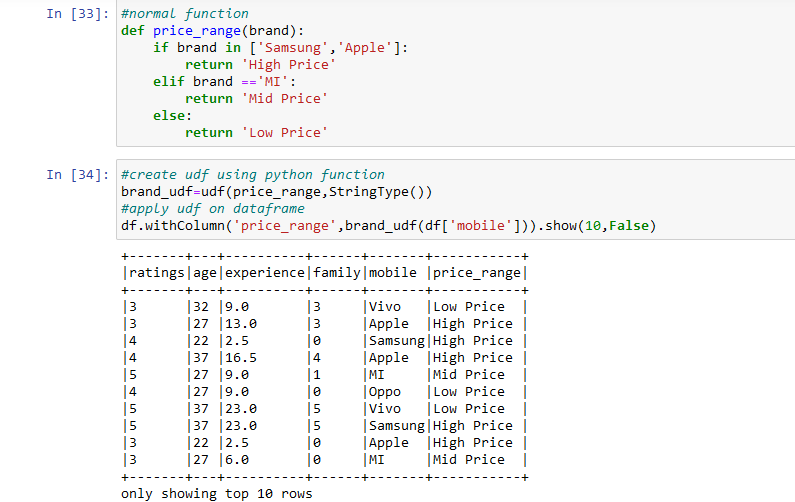 In [33]: #normal function
def price_range(brand):
    if brand in ['Samsung','Apple']:
        return 'High Price'
    elif brand =='MI':
        return 'Mid Price'
    else:
        return 'Low Price'
In [34]: #create udf using python function
brand_udf=udf(price_range,StringType())
#apply udf on dataframe
df.withColumn('price_range',brand_udf(df['mobile'])).show(10,False)
+-------+---+----------+------+-------+-----------+
|ratings|age|experience|family|mobile |price_range|
+-------+---+----------+------+-------+-----------+
|3      |32 |9.0       |3     |Vivo   |Low Price  |
|3      |27 |13.0      |3     |Apple  |High Price |
|4      |22 |2.5       |0     |Samsung|High Price |
|4      |37 |16.5      |4     |Apple  |High Price |
|5      |27 |9.0       |1     |MI     |Mid Price  |
|4      |27 |9.0       |0     |Oppo   |Low Price  |
|5      |37 |23.0      |5     |Vivo   |Low Price  |
|5      |37 |23.0      |5     |Samsung|High Price |
|3      |22 |2.5       |0     |Apple  |High Price |
|3      |27 |6.0       |0     |MI     |Mid Price  |
+-------+---+----------+------+-------+-----------+
only showing top 10 rows